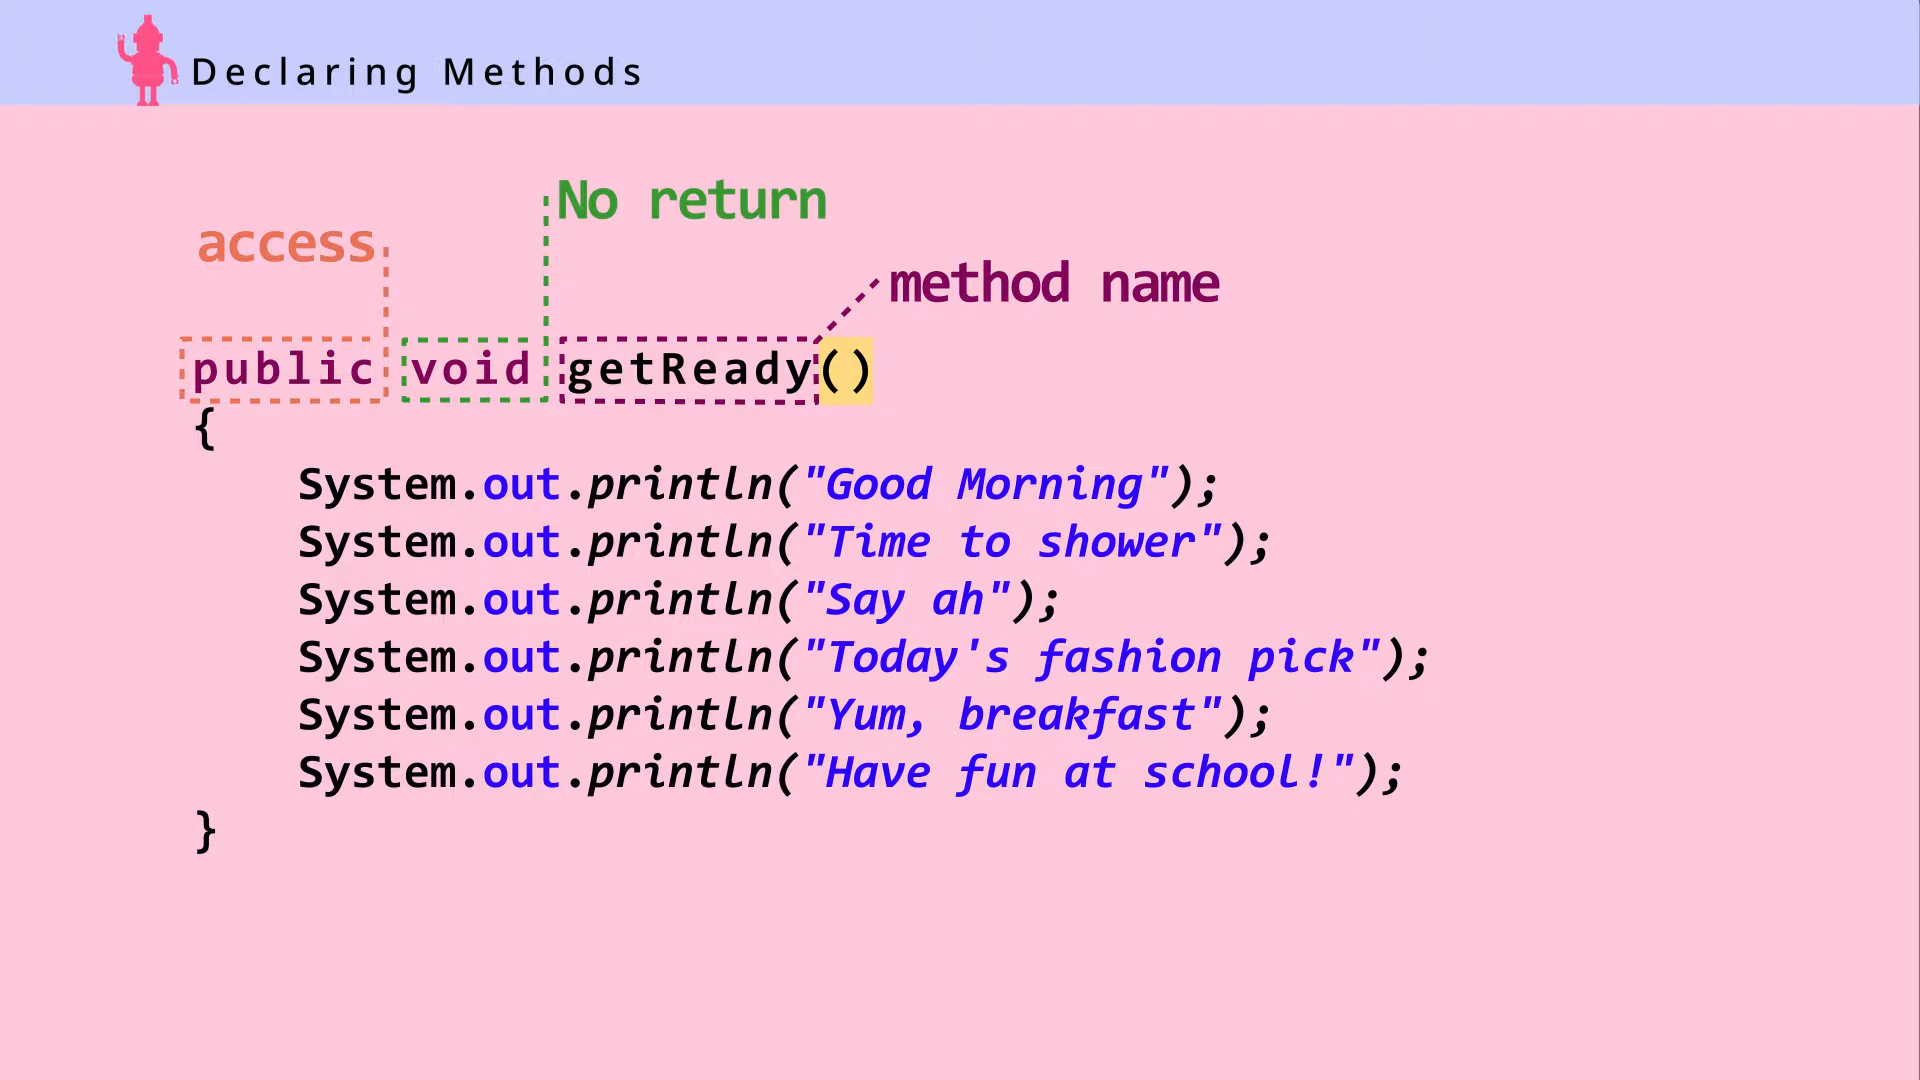 Declaring Methods
No return
access
method name
public void getReady()
{
System.out.println("Good Morning");
System.out.println("Time to shower");
System.out.println("Say ah");
System.out.println("Today's fashion pick");
System.out.println("Yum, breakfast");
System.out.println("Have fun at school!");
}